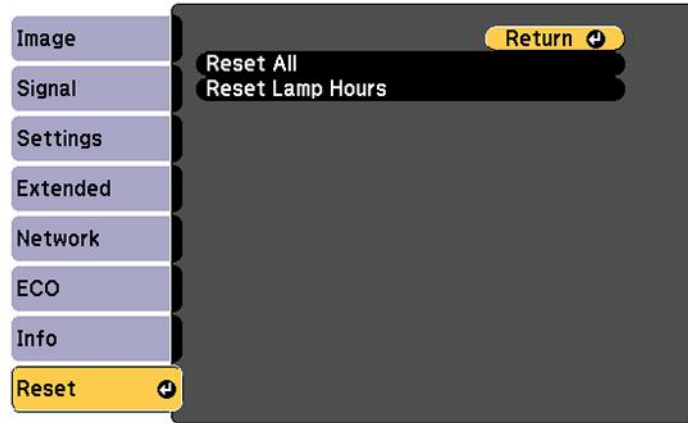 Image
Signal
Settings
Extended
Network
ECO
Info
Reset
Return
Reset All
Reset Lamp Hours